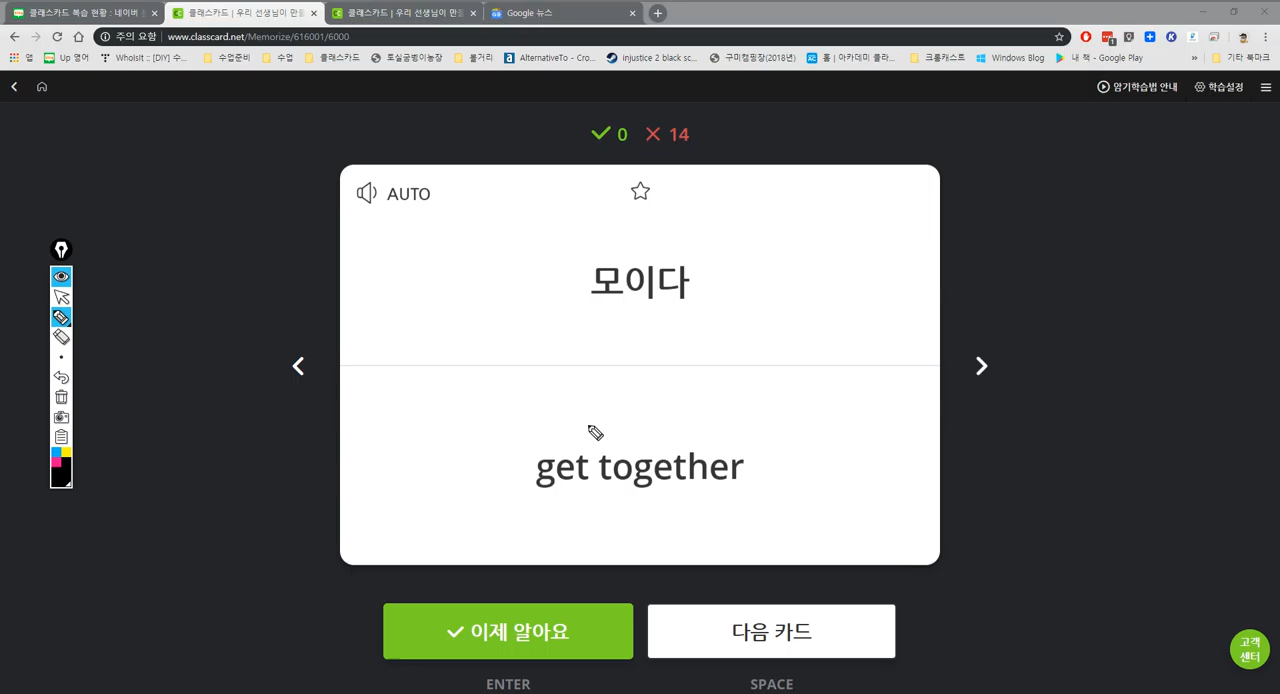 클래스카드 복습 현황 : 네이버
클래스카드 | 우리 선생님이 만들
클래스카드 | 우리 선생님이 만들
Google 뉴스
주의 요함 | www.classcard.net/Memorize/616001/6000
앱
Up 영어
WhoisIt :: [DIY] 수...
수업준비
수업
클래스카드
토실굼벵이농장
볼거리
AlternativeTo - Cro...
injustice 2 black sc...
구미캠핑장(2018년)
홈 | 아카데미 클라...
크롬캐스트
Windows Blog
내 책 - Google Play
»
기타 북마크
암기학습법 안내
학습설정
0
14
AUTO
모이다
get together
이제 알아요
다음 카드
ENTER
SPACE
고객
센터